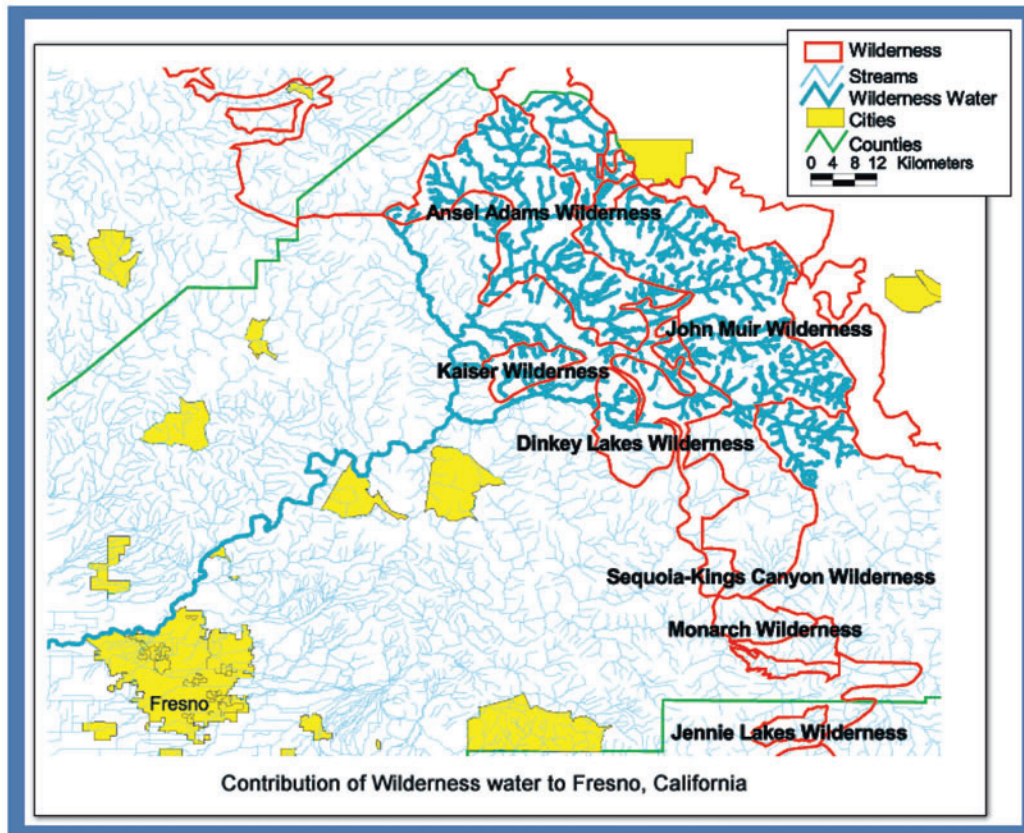 Wilderness
Streams
Wilderness Water
Cities
Counties
0 4 8 12 Kilometers
Ansel Adams Wilderness
John Muir Wilderness
Kaiser Wilderness
Dinkey Lakes Wilderness
Sequoia-Kings Canyon Wilderness
Monarch Wilderness
Fresno
Jennie Lakes Wilderness
Contribution of Wilderness water to Fresno, California